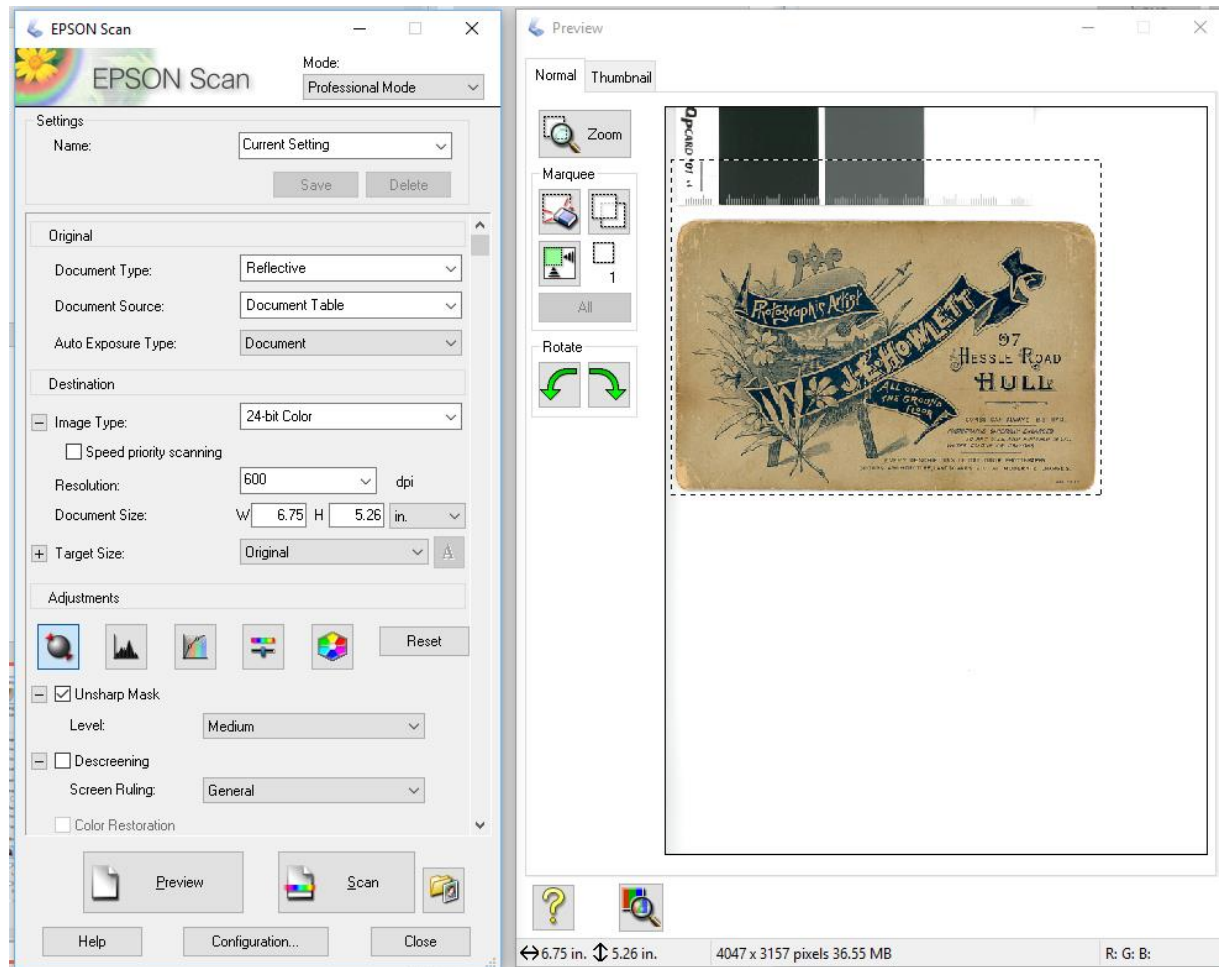 EPSON Scan
EPSON Scan
Mode:
Professional Mode
Settings
Name:
Current Setting
Save
Delete
Original
Document Type:
Reflective
Document Source:
Document Table
Auto Exposure Type:
Document
Destination
Image Type:
24-bit Color
Speed priority scanning
Resolution:
600
dpi
Document Size:
W 6.75 H 5.26 in.
Target Size:
Original
A
Adjustments
Reset
Unsharp Mask
Level:
Medium
Descreening
Screen Ruling:
General
Color Restoration
Preview
Scan
Help
Configuration...
Close
Preview
Normal
Thumbnail
Zoom
Marquee
1
All
Rotate
QPCARD 101
Photographic Artist
W. J. E. HOWLETT
97
HESSLE ROAD
HULL
ALL ON
THE GROUND
FLOOR
6.75 in. 5.26 in.
4047 x 3157 pixels 36.55 MB
R: G: B: